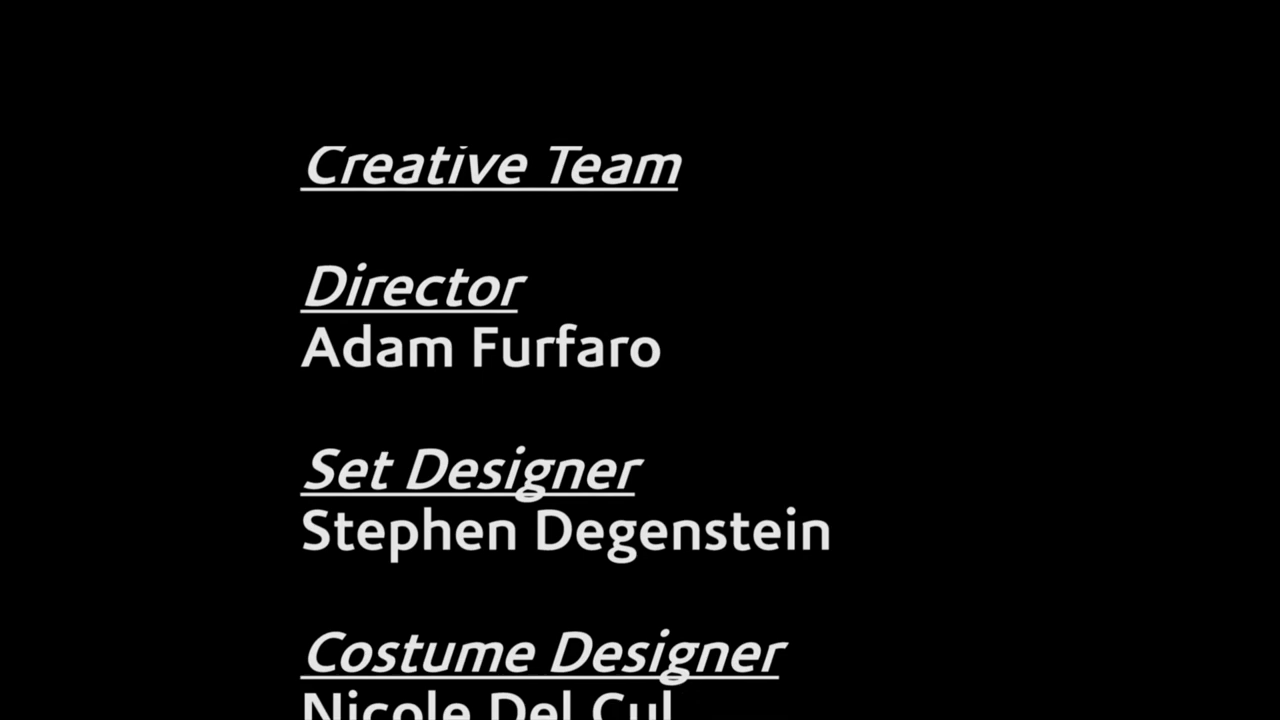 Creative Team
Director
Adam Furfaro
Set Designer
Stephen Degenstein
Costume Designer
Nicole Del Cul